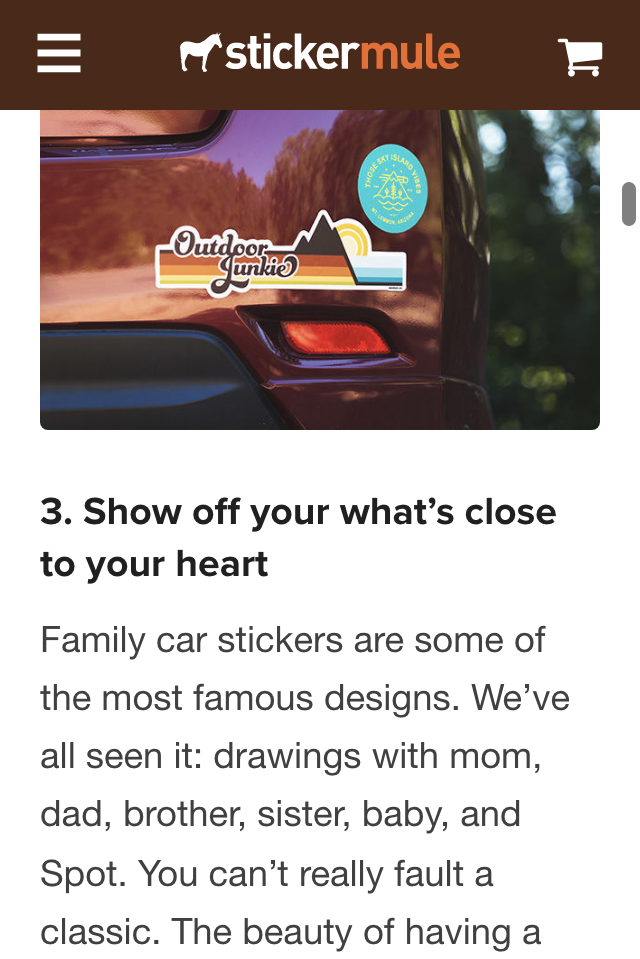 stickermule
THOSE SKY ISLAND VIBES
MT. LEMMON, ARIZONA
Outdoor
Junkie
3. Show off your what’s close
to your heart
Family car stickers are some of
the most famous designs. We’ve
all seen it: drawings with mom,
dad, brother, sister, baby, and
Spot. You can’t really fault a
classic. The beauty of having a